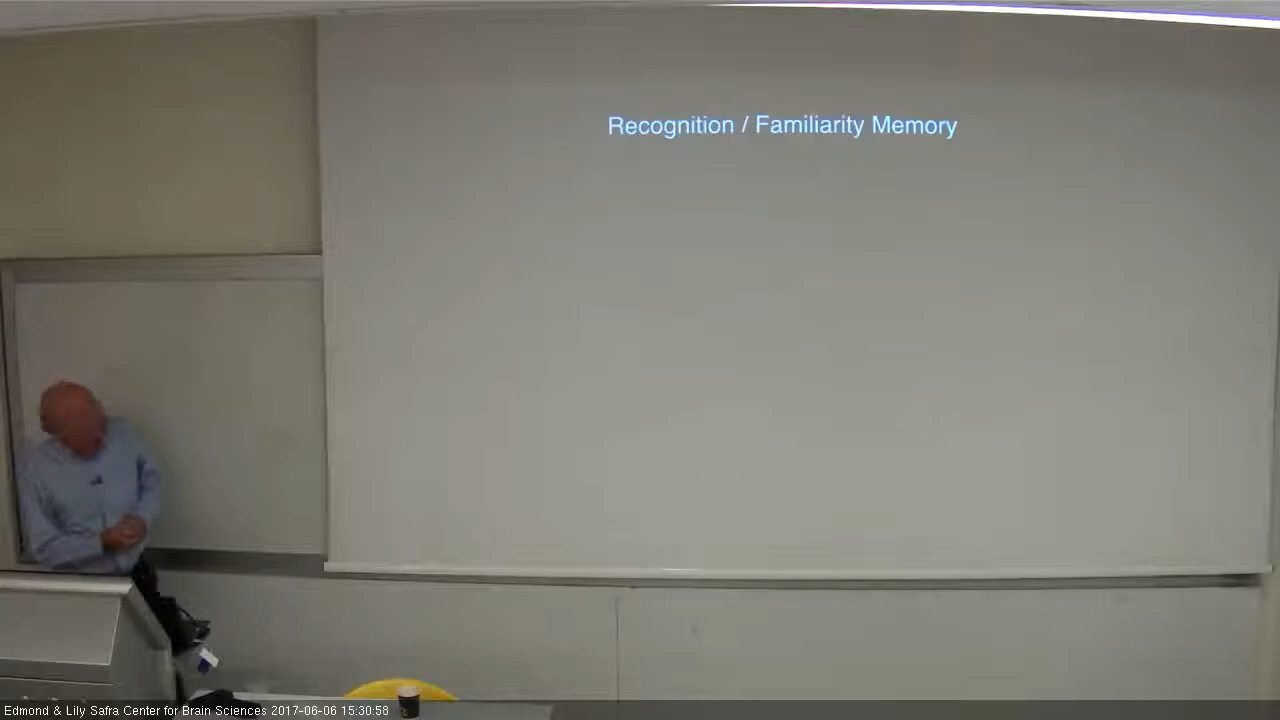 Recognition / Familiarity Memory
Edmond & Lily Safra Center for Brain Sciences 2017-06-06 15:30:58